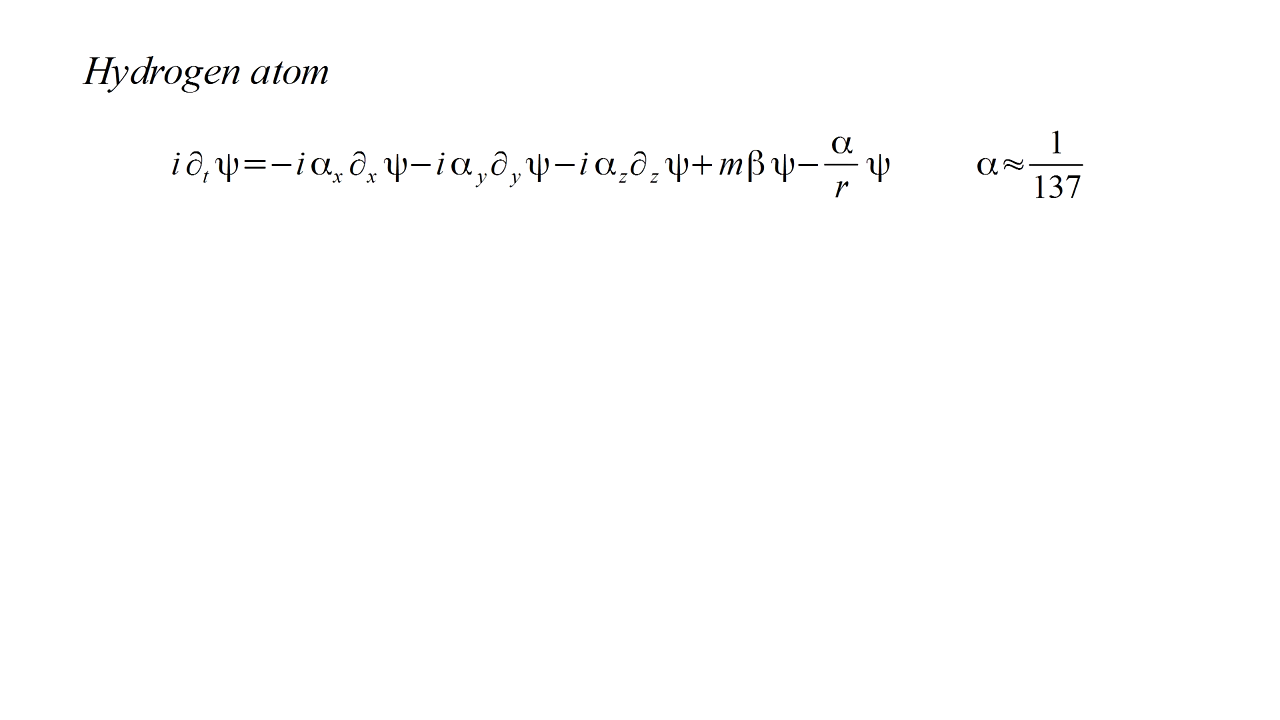 Hydrogen atom
i∂ₜψ=−iαₓ∂ₓψ−iα_y∂_yψ−iα_z∂_zψ+mβψ−α/r ψ α≈1/137